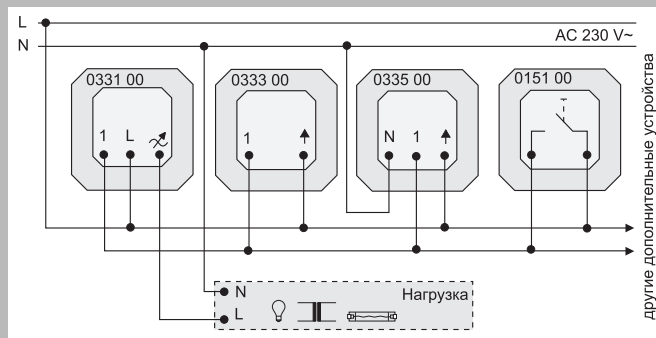 L
N
AC 230 V~
0331 00
0333 00
0335 00
0151 00
1 L
1
N 1
N
L
Нагрузка
другие дополнительные устройства